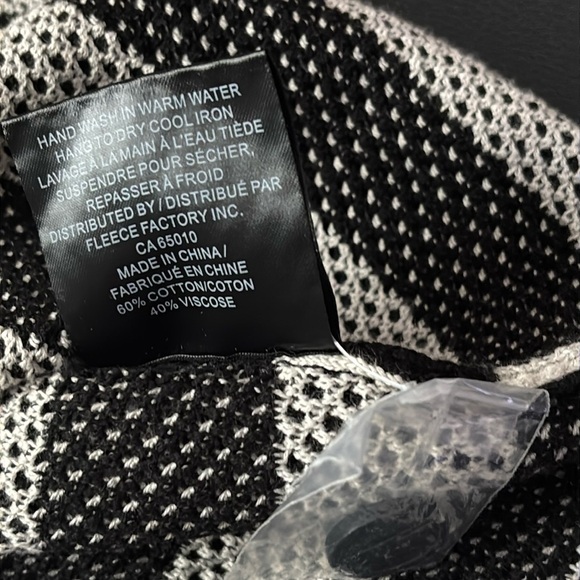 HAND WASH IN WARM WATER
HANG TO DRY COOL IRON
LAVAGE À LA MAIN À L'EAU TIÈDE
SUSPENDRE POUR SÉCHER,
REPASSER À FROID
DISTRIBUTED BY / DISTRIBUÉ PAR
FLEECE FACTORY INC.
CA 65010
MADE IN CHINA /
FABRIQUÉ EN CHINE
60% COTTON/COTON
40% VISCOSE